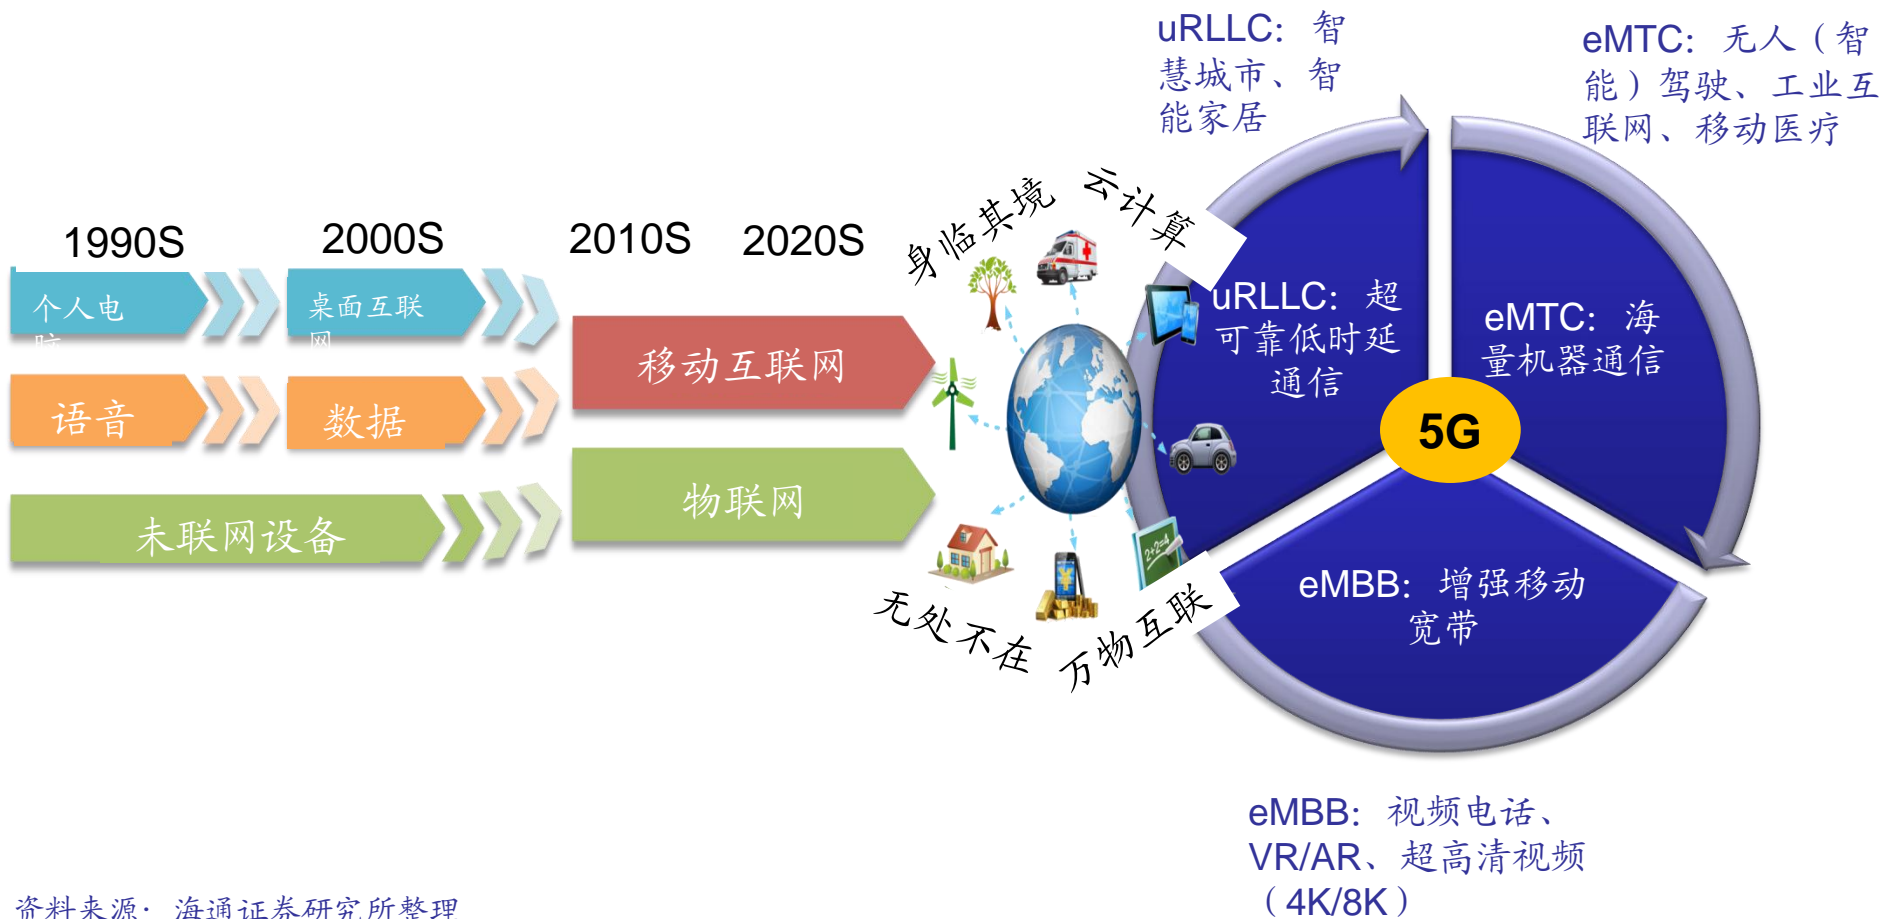 uRLLC：智
慧城市、智
能家居
eMTC：无人（智
能）驾驶、工业互
联网、移动医疗
1990S
2000S
2010S
2020S
个人电
脑
桌面互联
网
语音
数据
未联网设备
移动互联网
物联网
身临其境
云计算
无处不在
万物互联
2+2=4
uRLLC：超
可靠低时延
通信
eMTC：海
量机器通信
5G
eMBB：增强移动
宽带
eMBB：视频电话、
VR/AR、超高清视频
（4K/8K）
资料来源：海通证券研究所整理